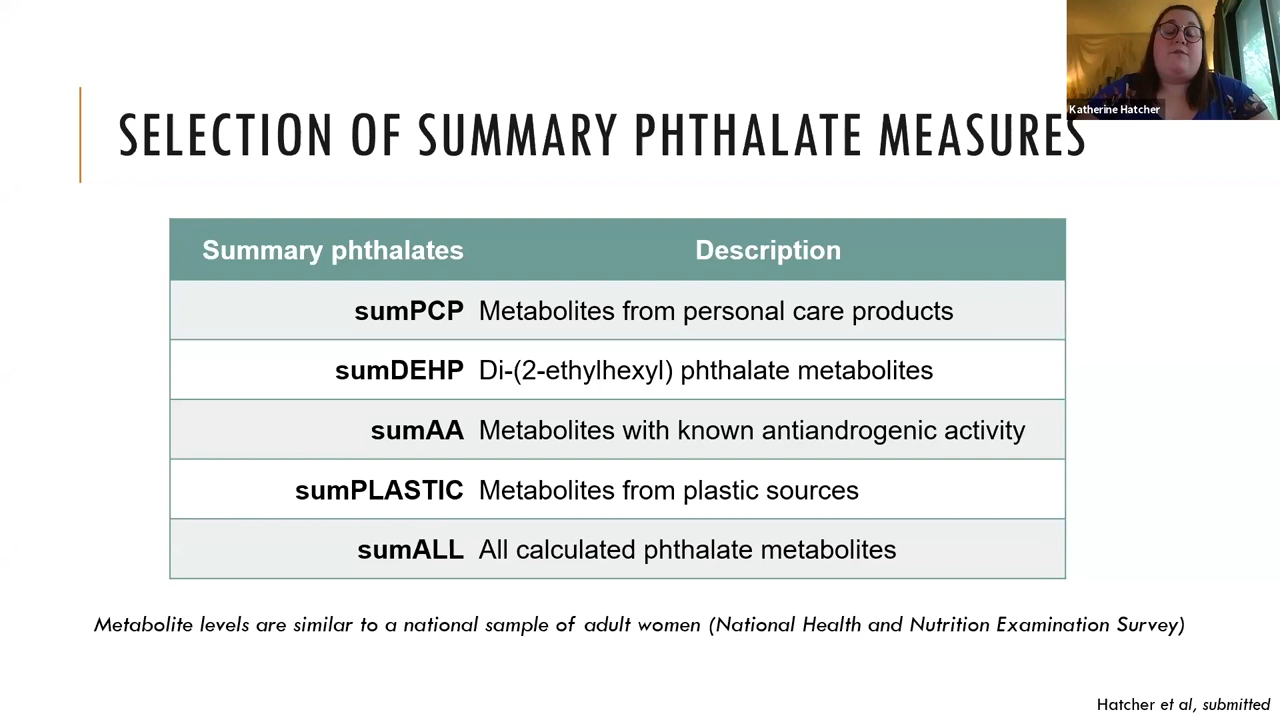 Katherine Hatcher
SELECTION OF SUMMARY PHTHALATE MEASURES
Summary phthalates Description
sumPCP Metabolites from personal care products
sumDEHP Di-(2-ethylhexyl) phthalate metabolites
sumAA Metabolites with known antiandrogenic activity
sumPLASTIC Metabolites from plastic sources
sumALL All calculated phthalate metabolites
Metabolite levels are similar to a national sample of adult women (National Health and Nutrition Examination Survey)
Hatcher et al, submitted